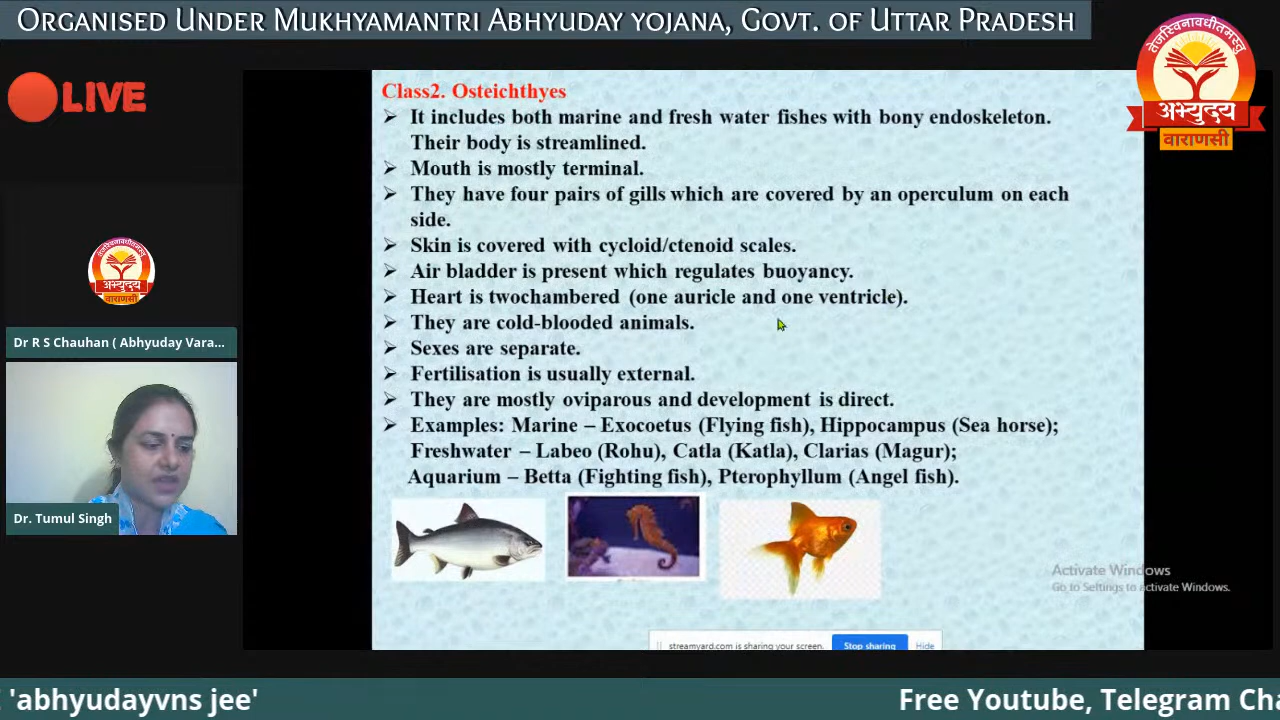 ORGANISED UNDER MUKHYAMANTRI ABHYUDAY YOJANA, GOVT. OF UTTAR PRADESH
LIVE
तेजस्विनावधीतमस्तु
अभ्युदय
वाराणसी
Class2. Osteichthyes
➢ It includes both marine and fresh water fishes with bony endoskeleton.
Their body is streamlined.
➢ Mouth is mostly terminal.
➢ They have four pairs of gills which are covered by an operculum on each
side.
➢ Skin is covered with cycloid/ctenoid scales.
➢ Air bladder is present which regulates buoyancy.
➢ Heart is twochambered (one auricle and one ventricle).
➢ They are cold-blooded animals.
➢ Sexes are separate.
➢ Fertilisation is usually external.
➢ They are mostly oviparous and development is direct.
➢ Examples: Marine – Exocoetus (Flying fish), Hippocampus (Sea horse);
Freshwater – Labeo (Rohu), Catla (Katla), Clarias (Magur);
Aquarium – Betta (Fighting fish), Pterophyllum (Angel fish).
अभ्युदय
Dr R S Chauhan ( Abhyuday Vara...
Dr. Tumul Singh
Activate Windows
Go to Settings to activate Windows.
streamyard.com is sharing your screen.
Stop sharing
Hide
'abhyudayvns jee'
Free Youtube, Telegram Cha